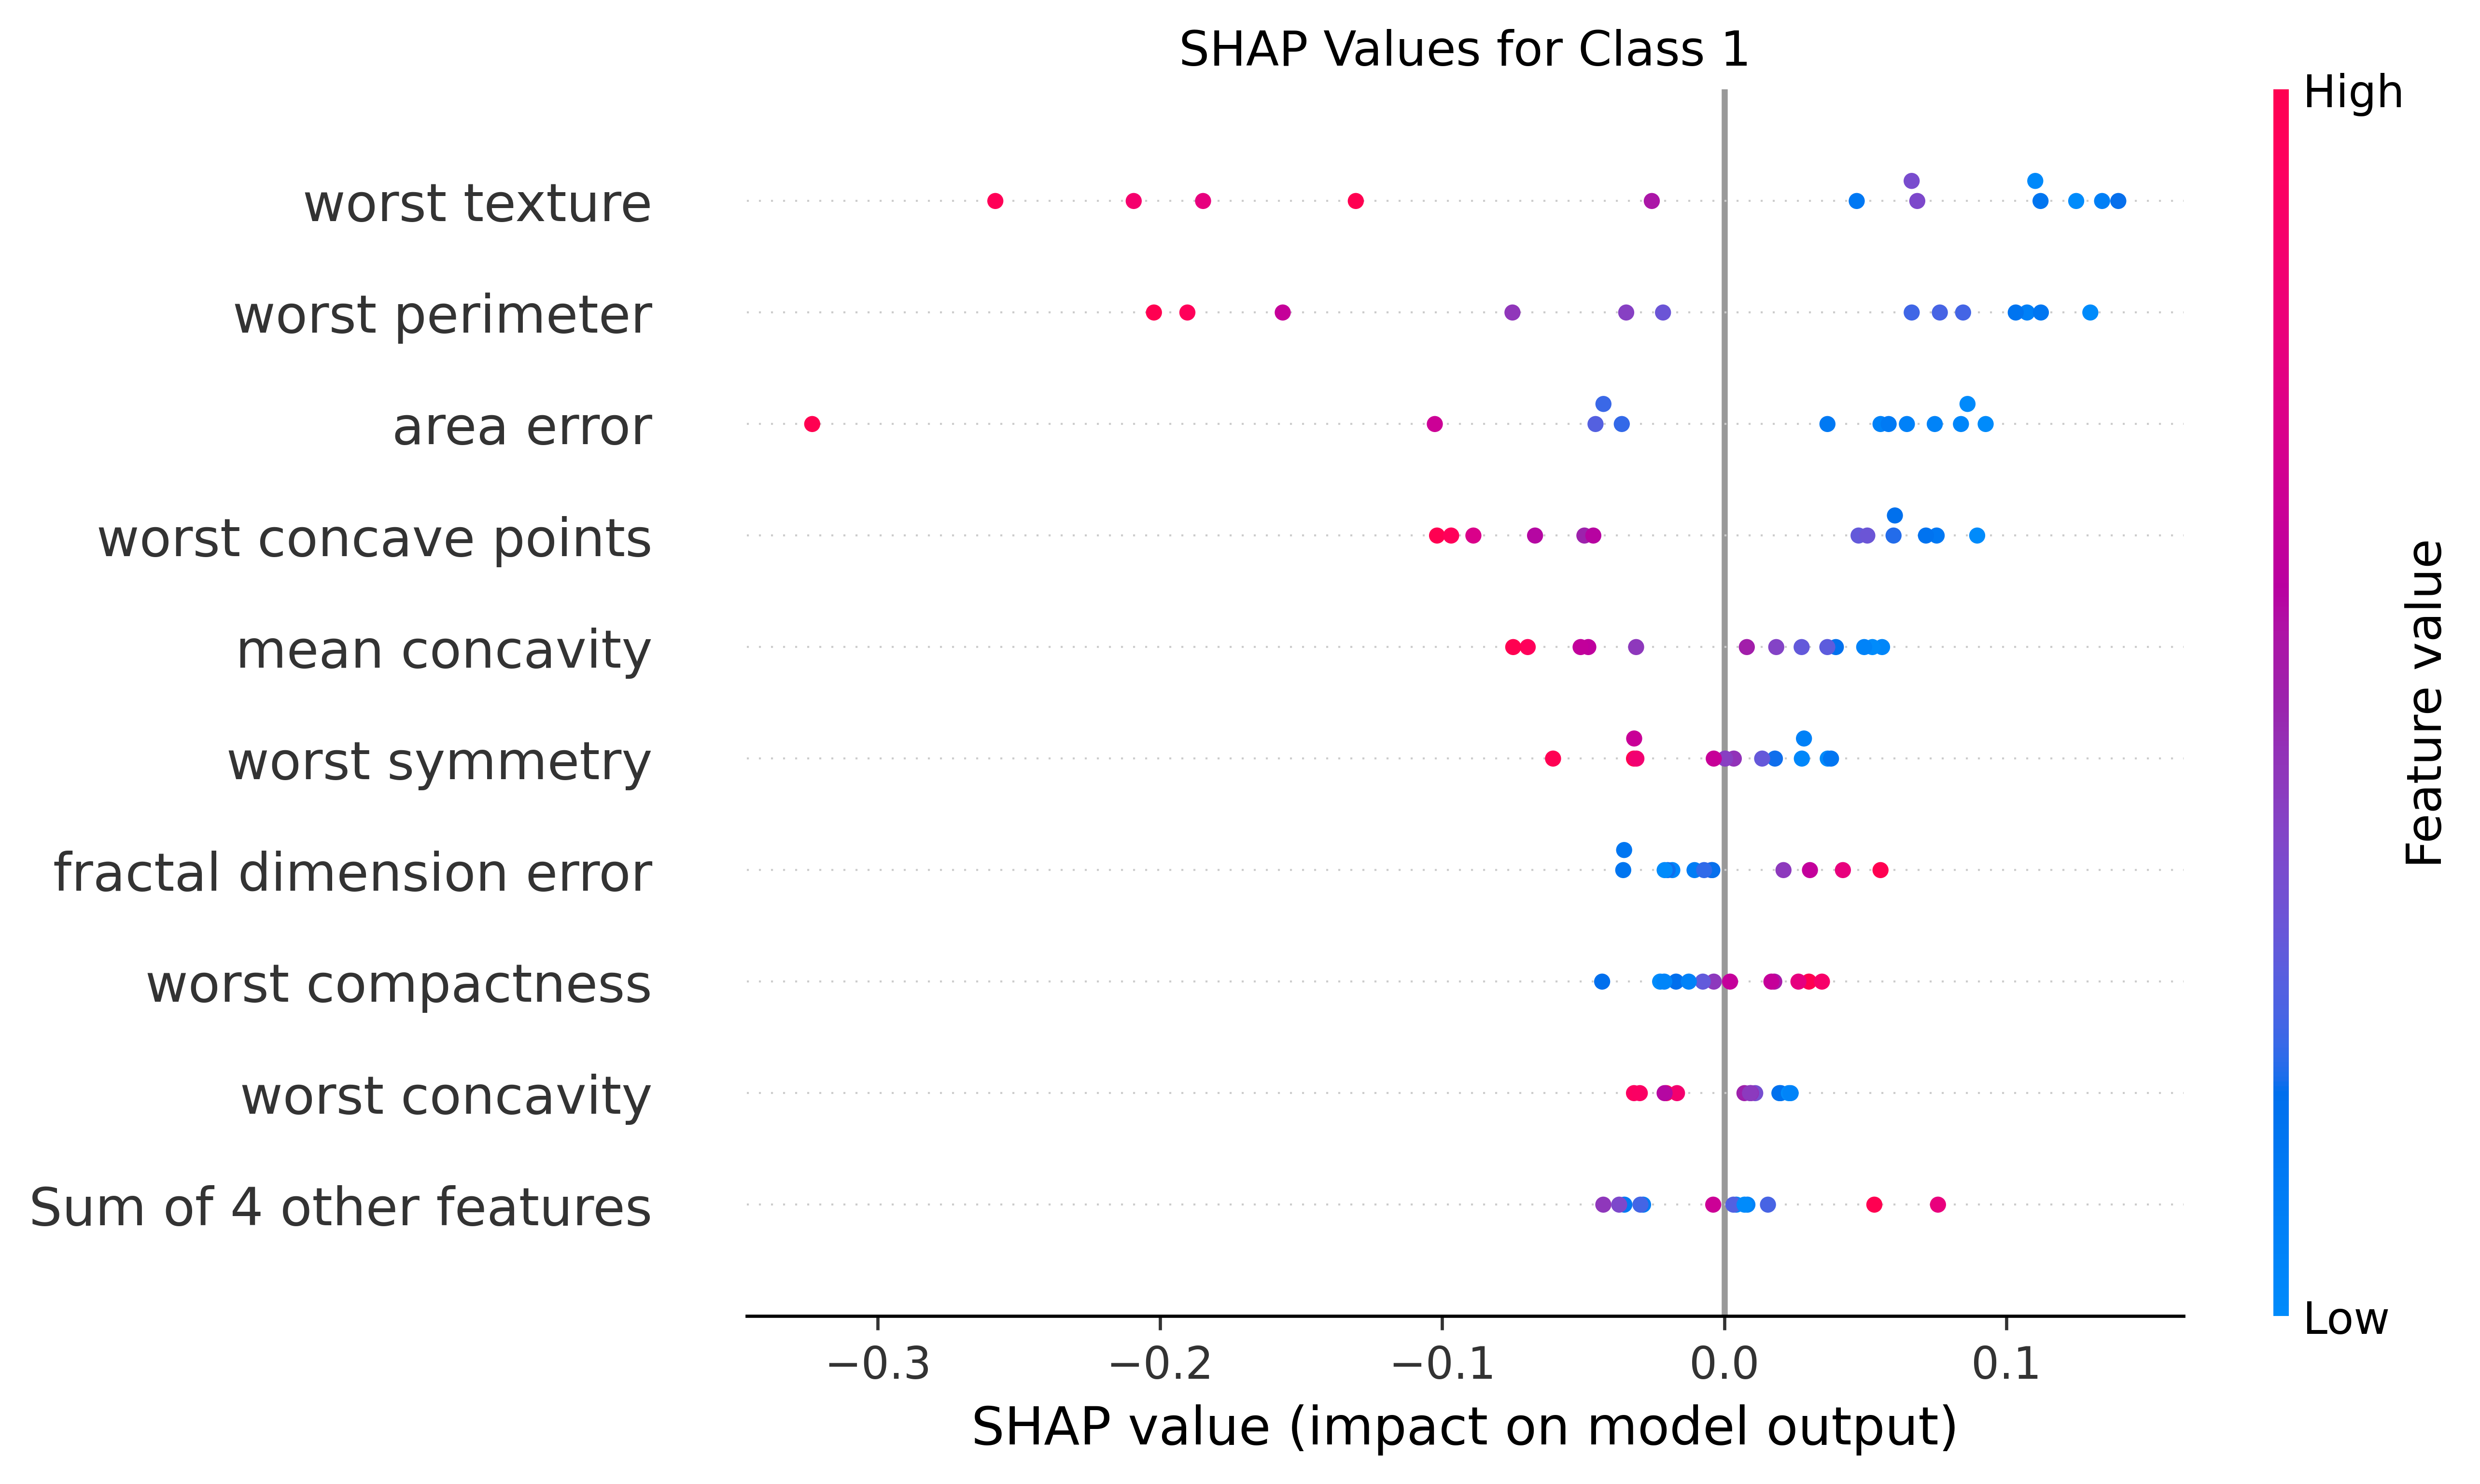 SHAP Values for Class 1
High
worst texture
worst perimeter
area error
worst concave points
mean concavity
worst symmetry
fractal dimension error
worst compactness
worst concavity
Sum of 4 other features
Feature value
Low
−0.3 −0.2 −0.1 0.0 0.1
SHAP value (impact on model output)